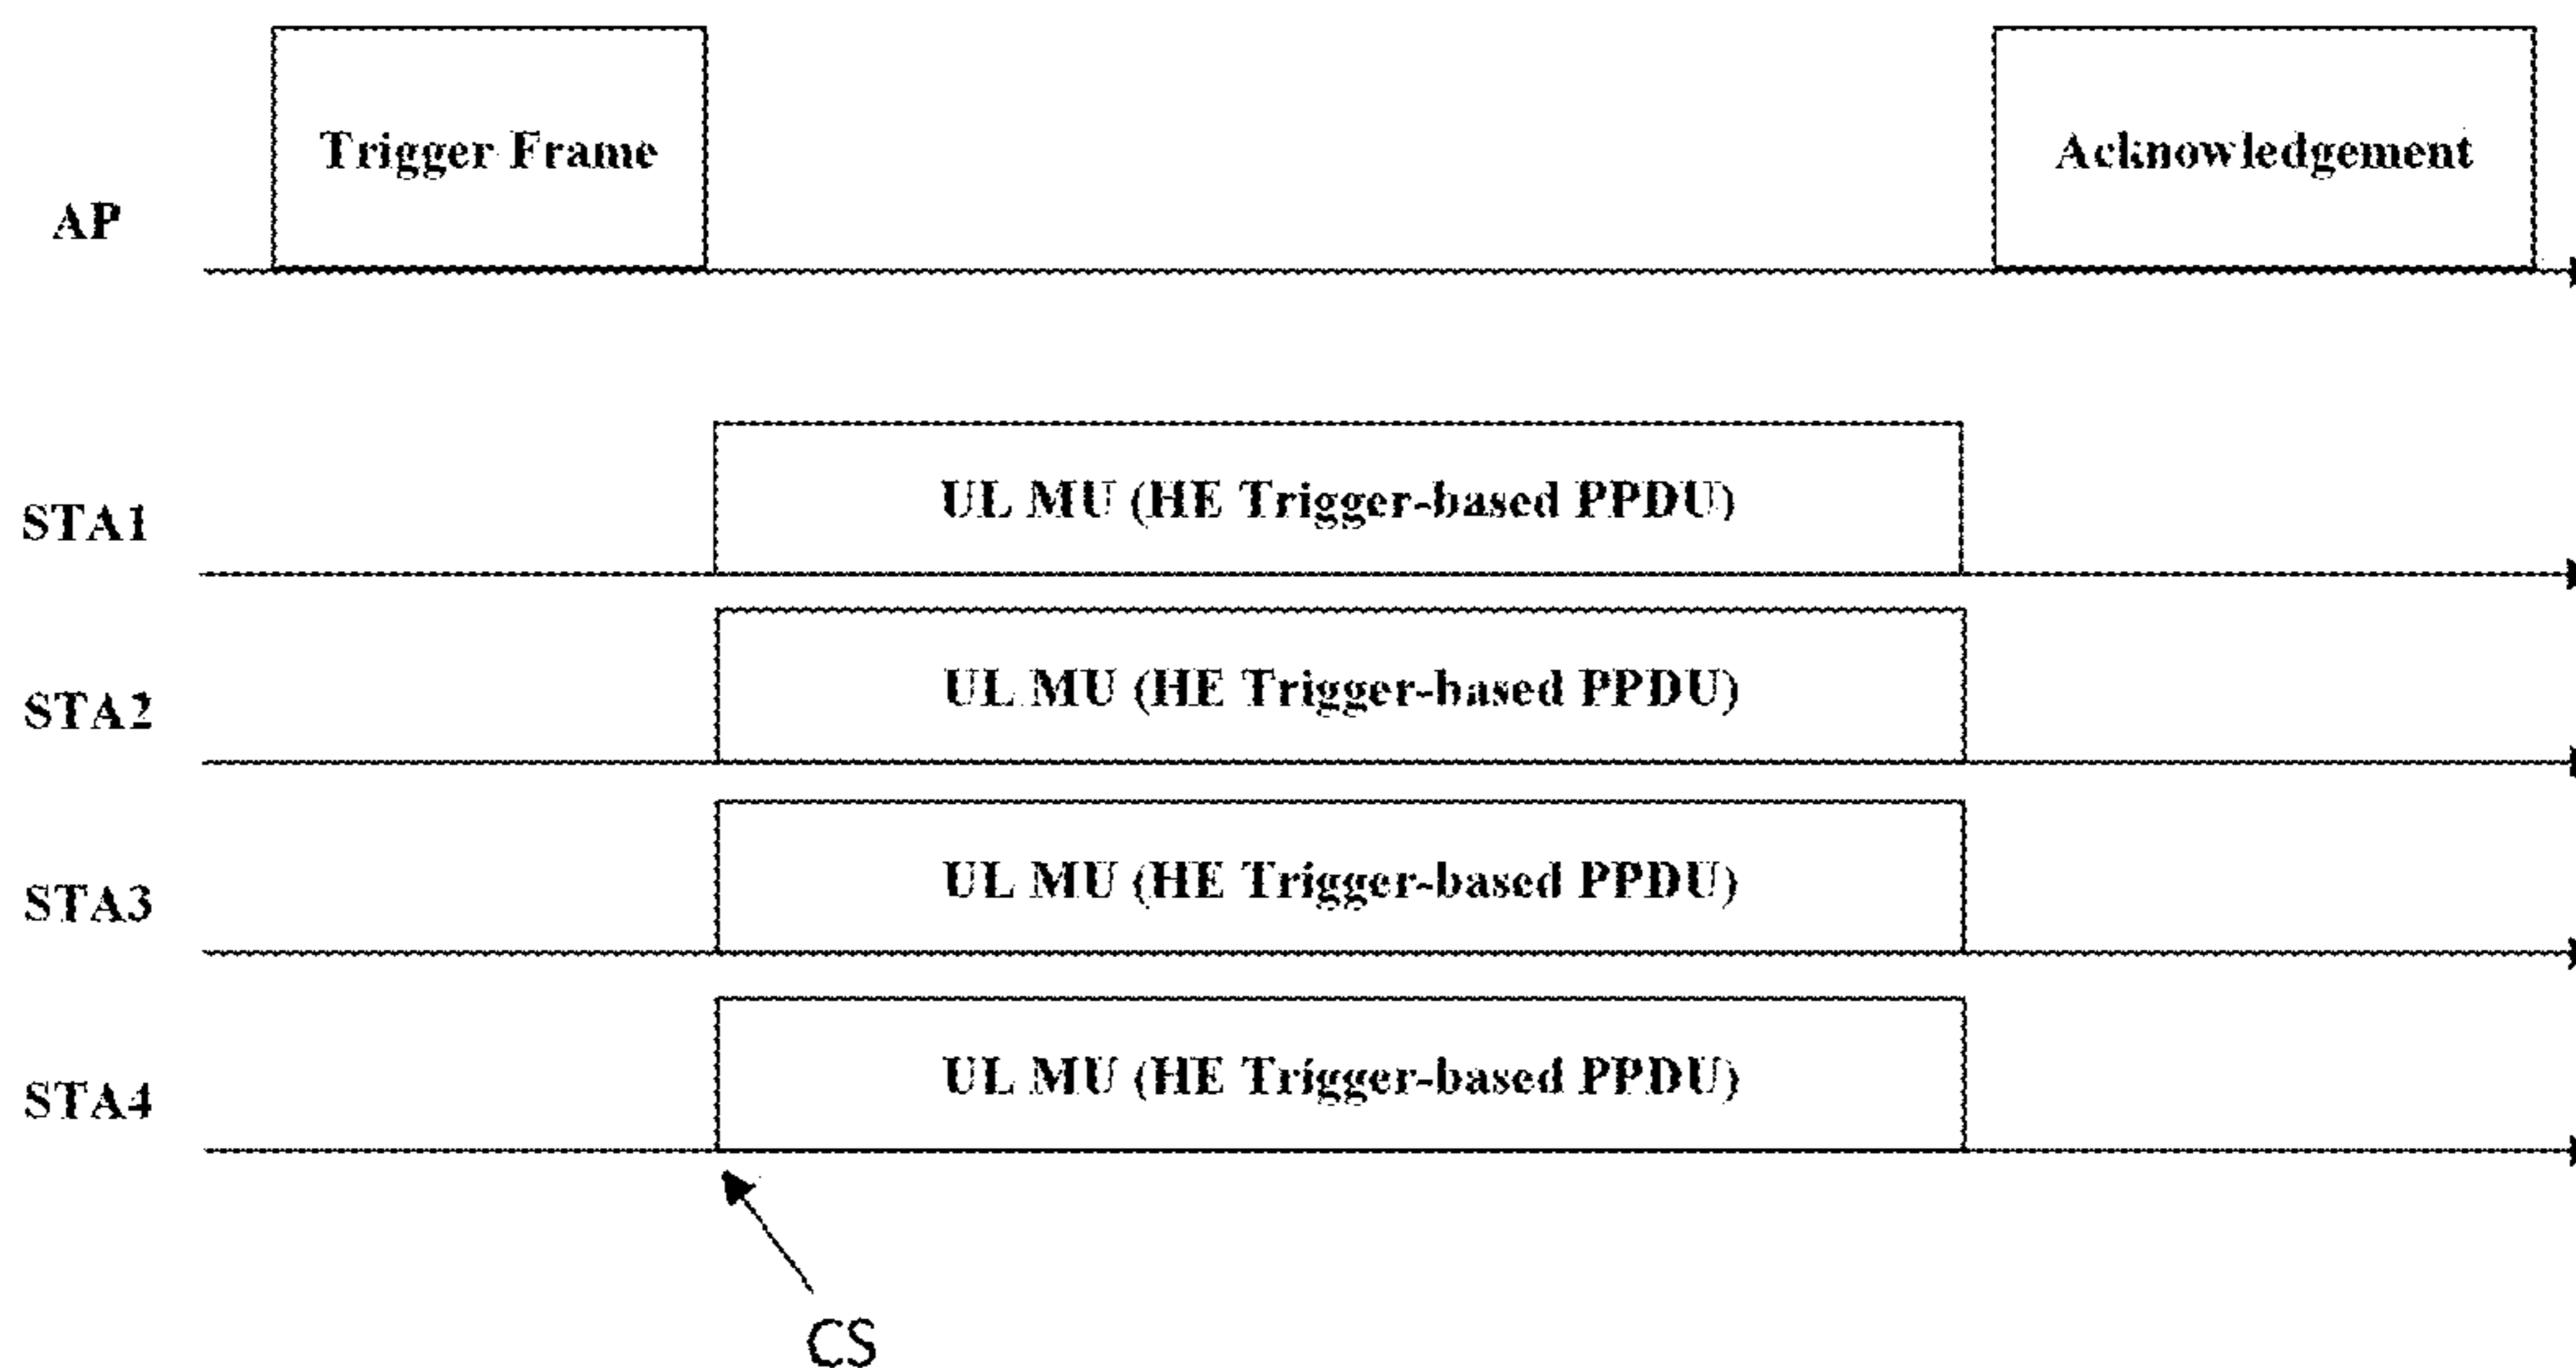 Trigger Frame
Acknowledgement
AP
UL MU (HE Trigger-based PPDU)
STA1
UL MU (HE Trigger-based PPDU)
STA2
UL MU (HE Trigger-based PPDU)
STA3
UL MU (HE Trigger-based PPDU)
STA4
CS